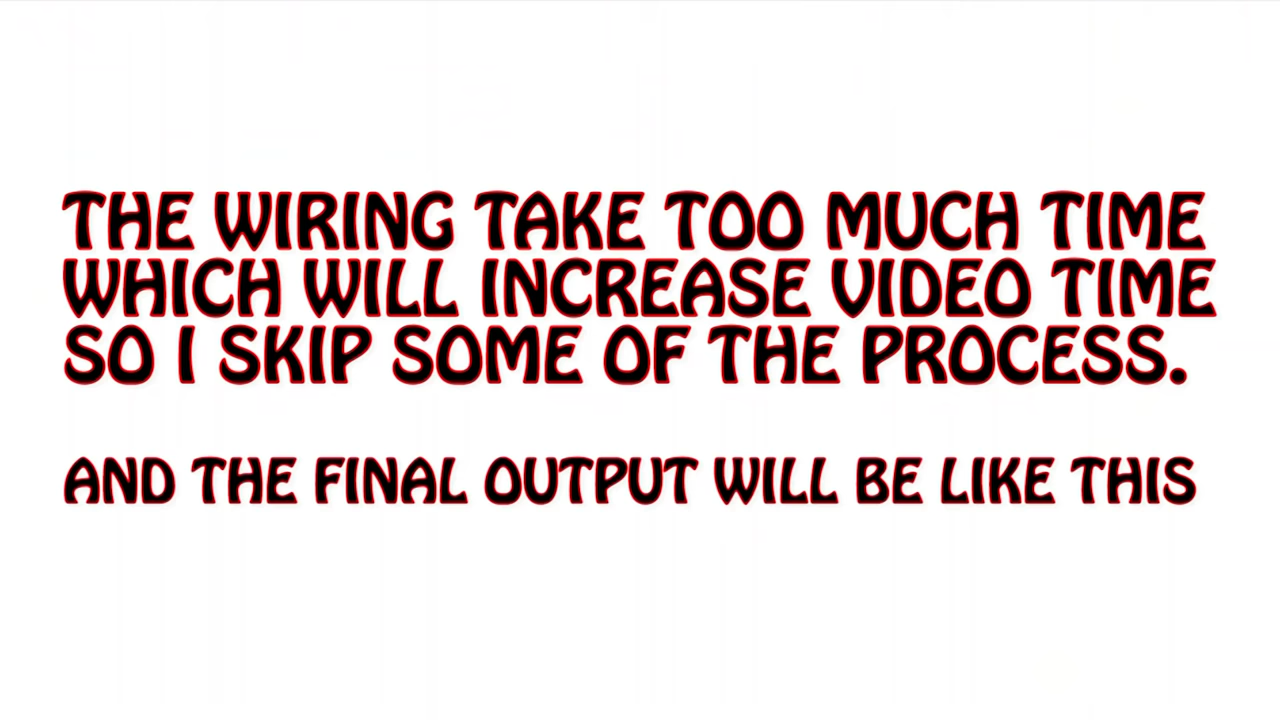 THE WIRING TAKE TOO MUCH TIME
WHICH WILL INCREASE VIDEO TIME
SO I SKIP SOME OF THE PROCESS.
AND THE FINAL OUTPUT WILL BE LIKE THIS